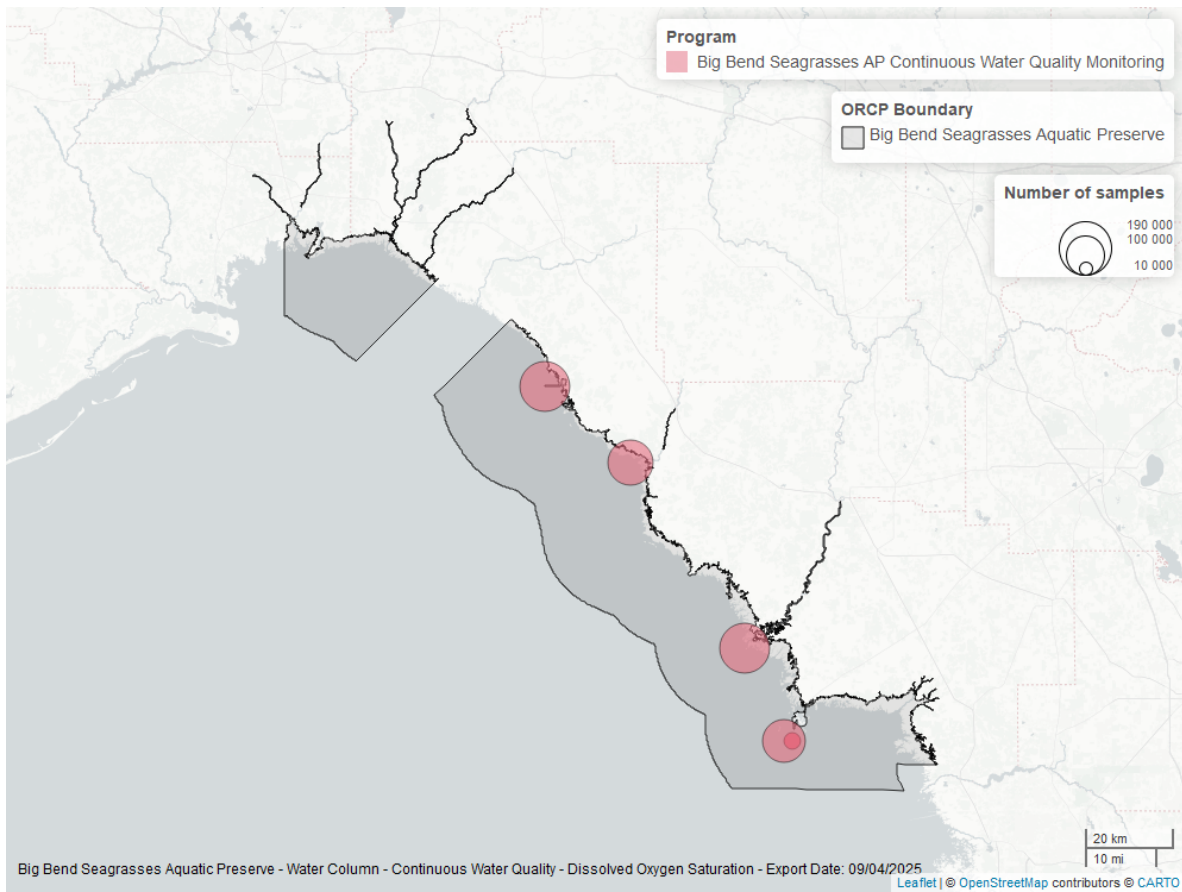 Program
Big Bend Seagrasses AP Continuous Water Quality Monitoring
ORCP Boundary
Big Bend Seagrasses Aquatic Preserve
Number of samples
190 000
100 000
10 000
20 km
10 mi
Big Bend Seagrasses Aquatic Preserve - Water Column - Continuous Water Quality - Dissolved Oxygen Saturation - Export Date: 09/04/2025
Leaflet | © OpenStreetMap contributors © CARTO